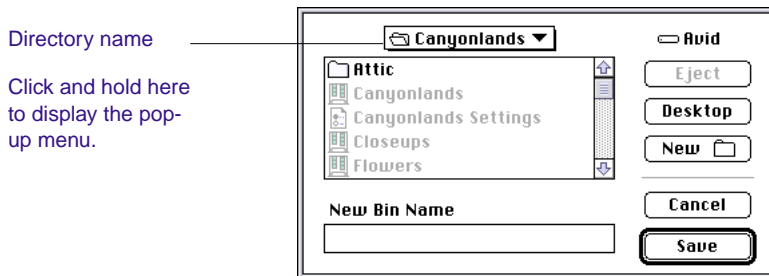 Directory name
Click and hold here
to display the pop-
up menu.
Canyonlands
Avid
Attic
Canyonlands
Canyonlands Settings
Closeups
Flowers
Eject
Desktop
New
New Bin Name
Cancel
Save